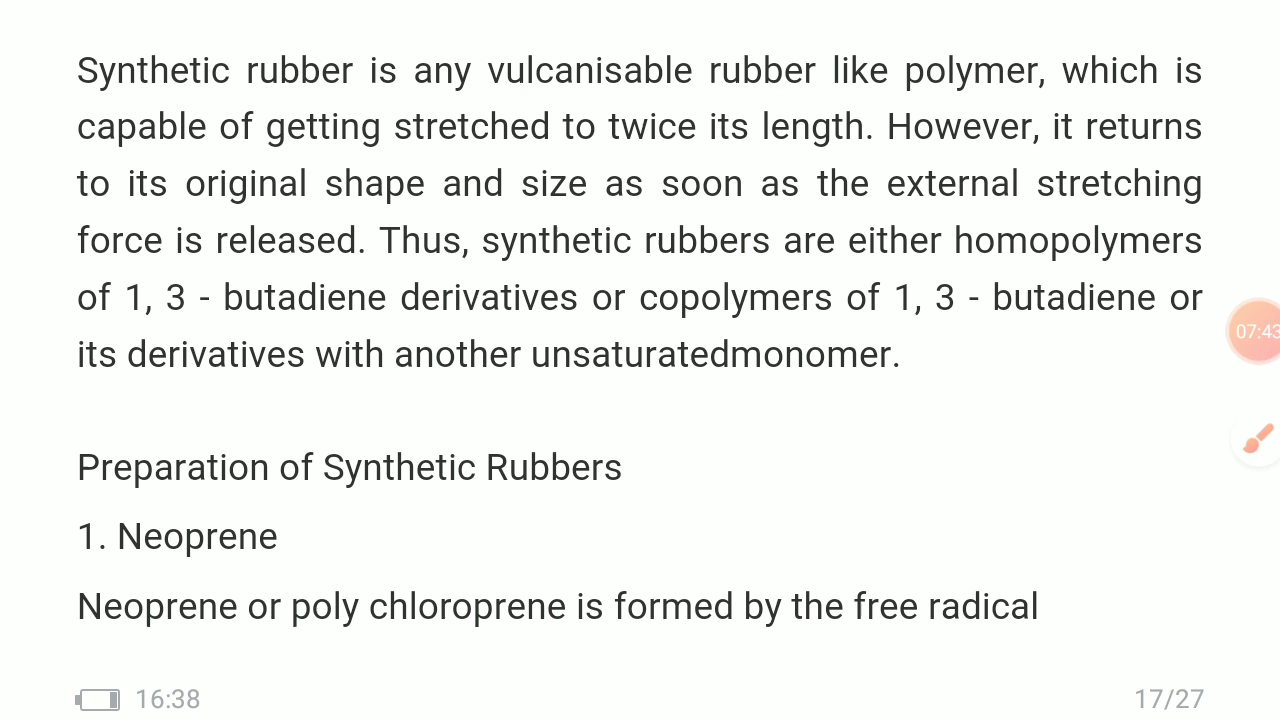 Synthetic rubber is any vulcanisable rubber like polymer, which is
capable of getting stretched to twice its length. However, it returns
to its original shape and size as soon as the external stretching
force is released. Thus, synthetic rubbers are either homopolymers
of 1, 3 - butadiene derivatives or copolymers of 1, 3 - butadiene or
its derivatives with another unsaturatedmonomer.
Preparation of Synthetic Rubbers
1. Neoprene
Neoprene or poly chloroprene is formed by the free radical
07:43
16:38
17/27